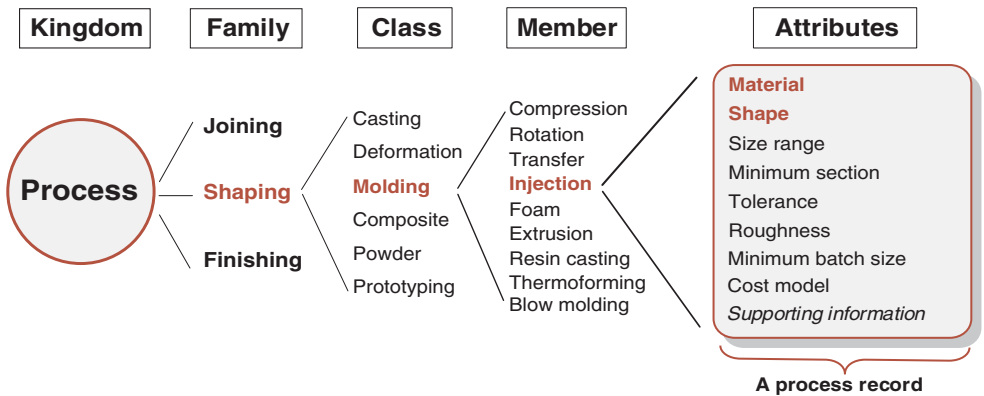 Kingdom
Family
Class
Member
Attributes
Process
Joining
Shaping
Finishing
Casting
Deformation
Molding
Composite
Powder
Prototyping
Compression
Rotation
Transfer
Injection
Foam
Extrusion
Resin casting
Thermoforming
Blow molding
Material
Shape
Size range
Minimum section
Tolerance
Roughness
Minimum batch size
Cost model
Supporting information
A process record